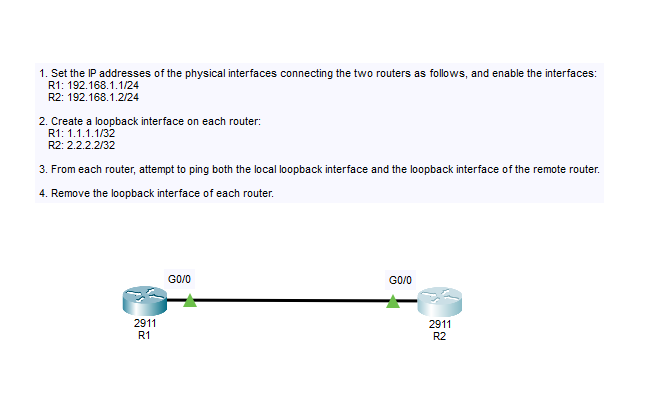 1. Set the IP addresses of the physical interfaces connecting the two routers as follows, and enable the interfaces:
R1: 192.168.1.1/24
R2: 192.168.1.2/24
2. Create a loopback interface on each router:
R1: 1.1.1.1/32
R2: 2.2.2.2/32
3. From each router, attempt to ping both the local loopback interface and the loopback interface of the remote router.
4. Remove the loopback interface of each router.
G0/0
G0/0
2911
R1
2911
R2